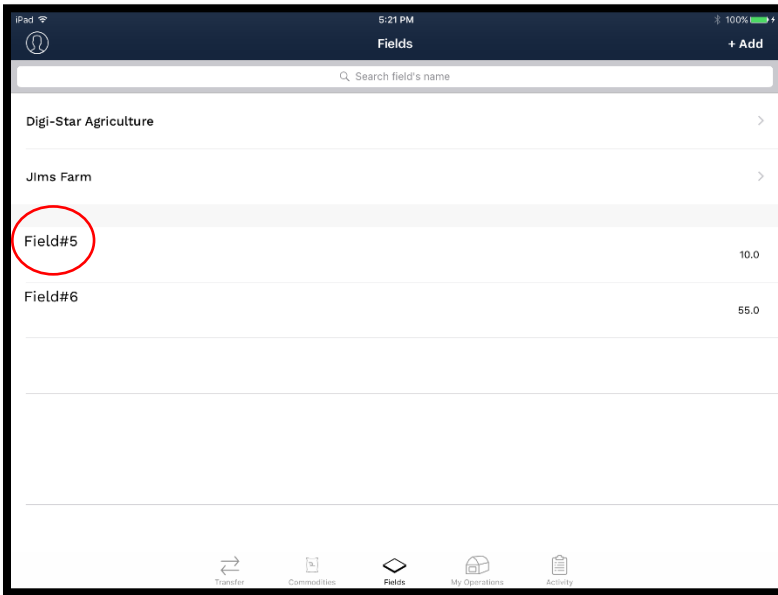 iPad 5:21 PM 100%
Fields + Add
Search field's name
Digi-Star Agriculture
JIms Farm
Field#5
10.0
Field#6
55.0
Transfer Commodities Fields My Operations Activity